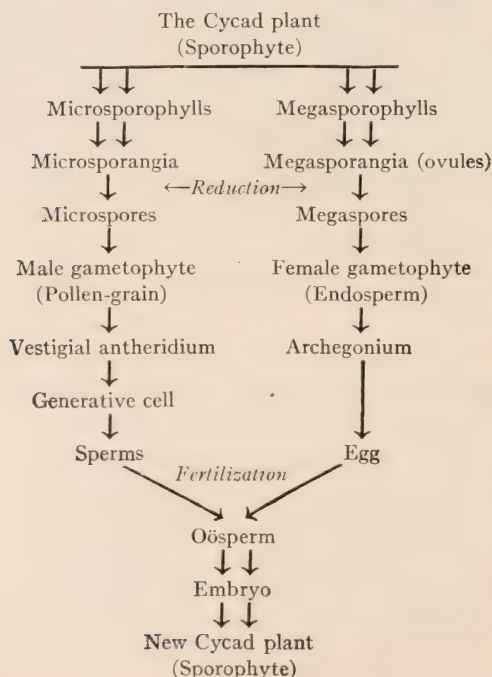 The Cycad plant
(Sporophyte)
Microsporophylls Megasporophylls
Microsporangia Megasporangia (ovules)
←Reduction→
Microspores Megaspores
Male gametophyte Female gametophyte
(Pollen-grain) (Endosperm)
Vestigial antheridium Archegonium
Generative cell
Sperms Egg
Fertilization
Oösperm
Embryo
New Cycad plant
(Sporophyte)